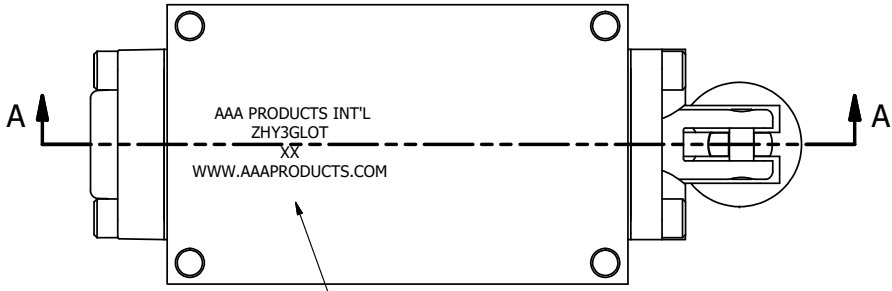 AAA PRODUCTS INT'L
ZHY3GLOT
XX
WWW.AAAPRODUCTS.COM
A
A